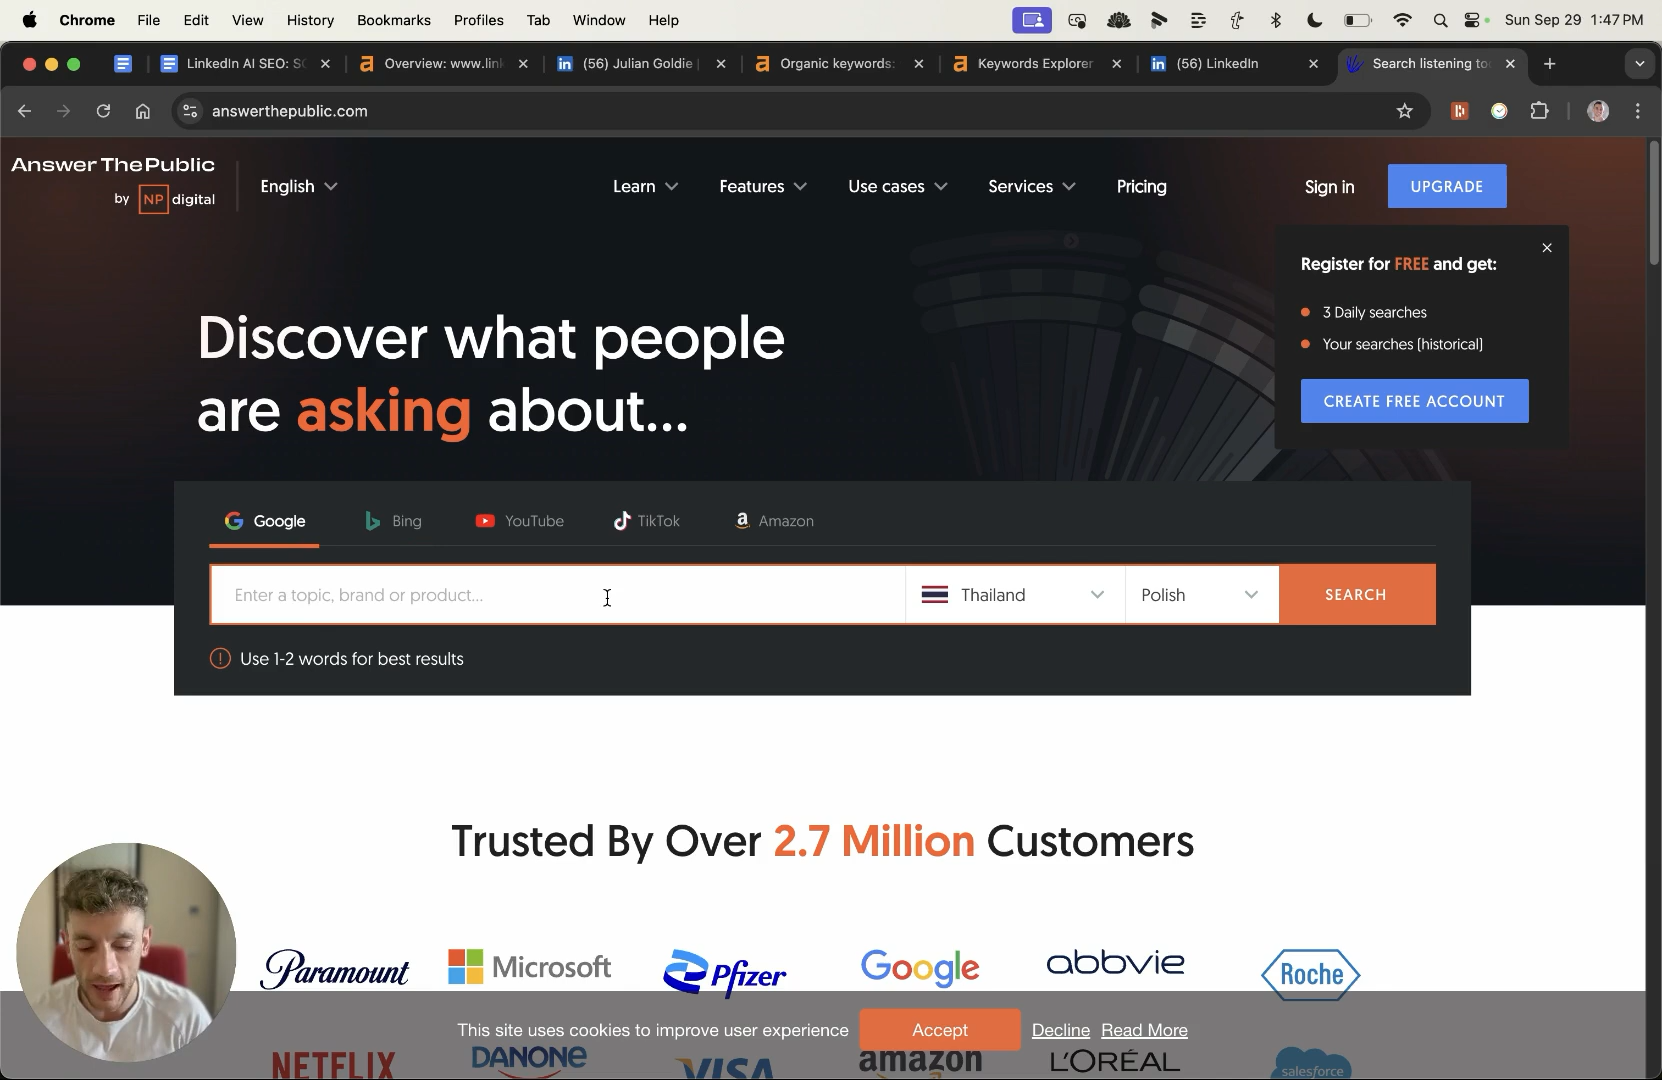 Chrome File Edit View History Bookmarks Profiles Tab Window Help Sun Sep 29 1:47 PM
LinkedIn AI SEO: SO Overview: www.link (56) Julian Goldie | Organic keywords: Keywords Explorer (56) LinkedIn Search listening too
answerthepublic.com
Answer The Public
by NP digital
English Learn Features Use cases Services Pricing Sign in UPGRADE
Register for FREE and get:
3 Daily searches
Your searches (historical)
CREATE FREE ACCOUNT
Discover what people
are asking about...
Google Bing YouTube TikTok Amazon
Enter a topic, brand or product... Thailand Polish SEARCH
Use 1-2 words for best results
Trusted By Over 2.7 Million Customers
Paramount Microsoft Pfizer Google abbvie Roche
This site uses cookies to improve user experience Accept Decline Read More
NETFLIX DANONE VISA amazon L'ORÉAL salesforce